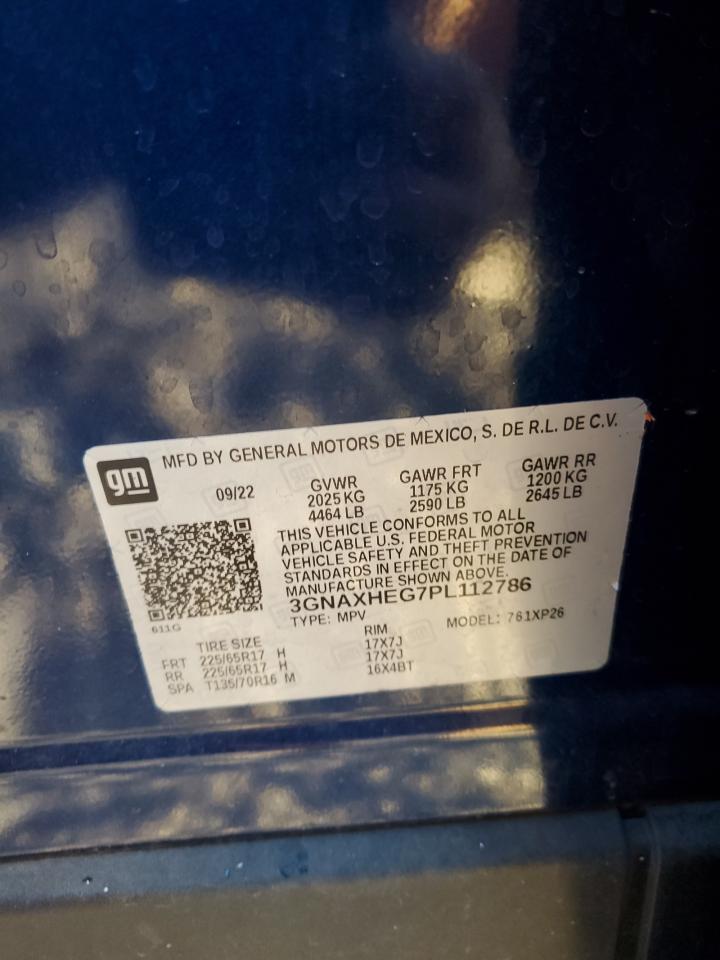 gm
MFD BY GENERAL MOTORS DE MEXICO, S. DE R.L. DE C.V.
09/22
GVWR
2025 KG
4464 LB
GAWR FRT
1175 KG
2590 LB
GAWR RR
1200 KG
2645 LB
THIS VEHICLE CONFORMS TO ALL
APPLICABLE U.S. FEDERAL MOTOR
VEHICLE SAFETY AND THEFT PREVENTION
STANDARDS IN EFFECT ON THE DATE OF
MANUFACTURE SHOWN ABOVE.
3GNAXHEG7PL112786
TYPE: MPV MODEL: 761XP26
611G
TIRE SIZE RIM
FRT 225/65R17 H 17X7J
RR 225/65R17 H 17X7J
SPA T135/70R16 M 16X4BT